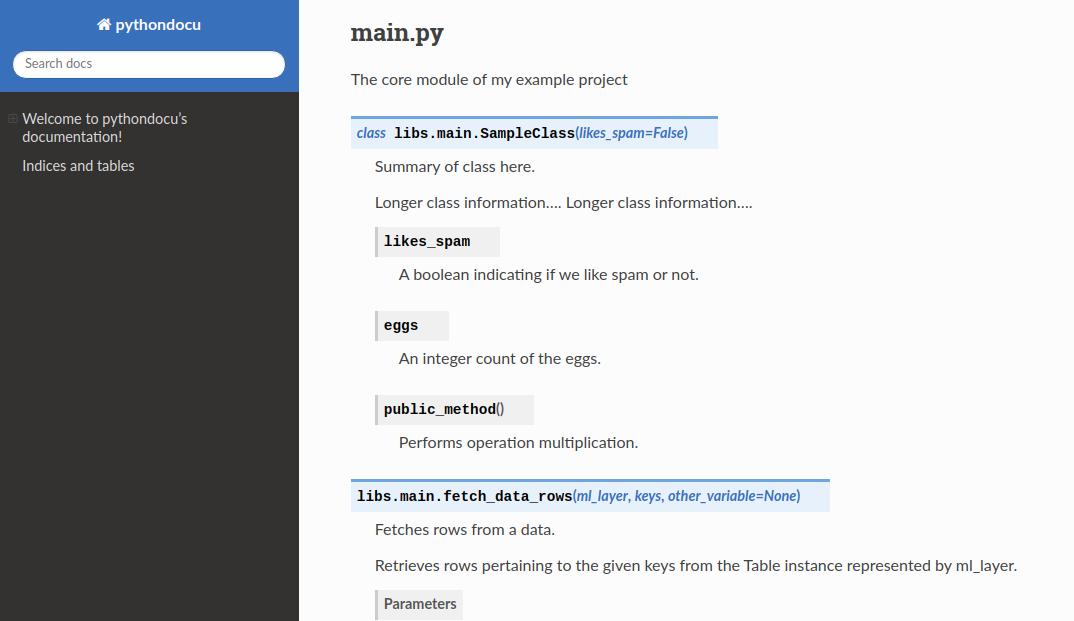 pythondocu
Search docs
Welcome to pythondocu's
documentation!
Indices and tables
main.py
The core module of my example project
class libs.main.SampleClass(likes_spam=False)
Summary of class here.
Longer class information.... Longer class information....
likes_spam
A boolean indicating if we like spam or not.
eggs
An integer count of the eggs.
public_method()
Performs operation multiplication.
libs.main.fetch_data_rows(ml_layer, keys, other_variable=None)
Fetches rows from a data.
Retrieves rows pertaining to the given keys from the Table instance represented by ml_layer.
Parameters